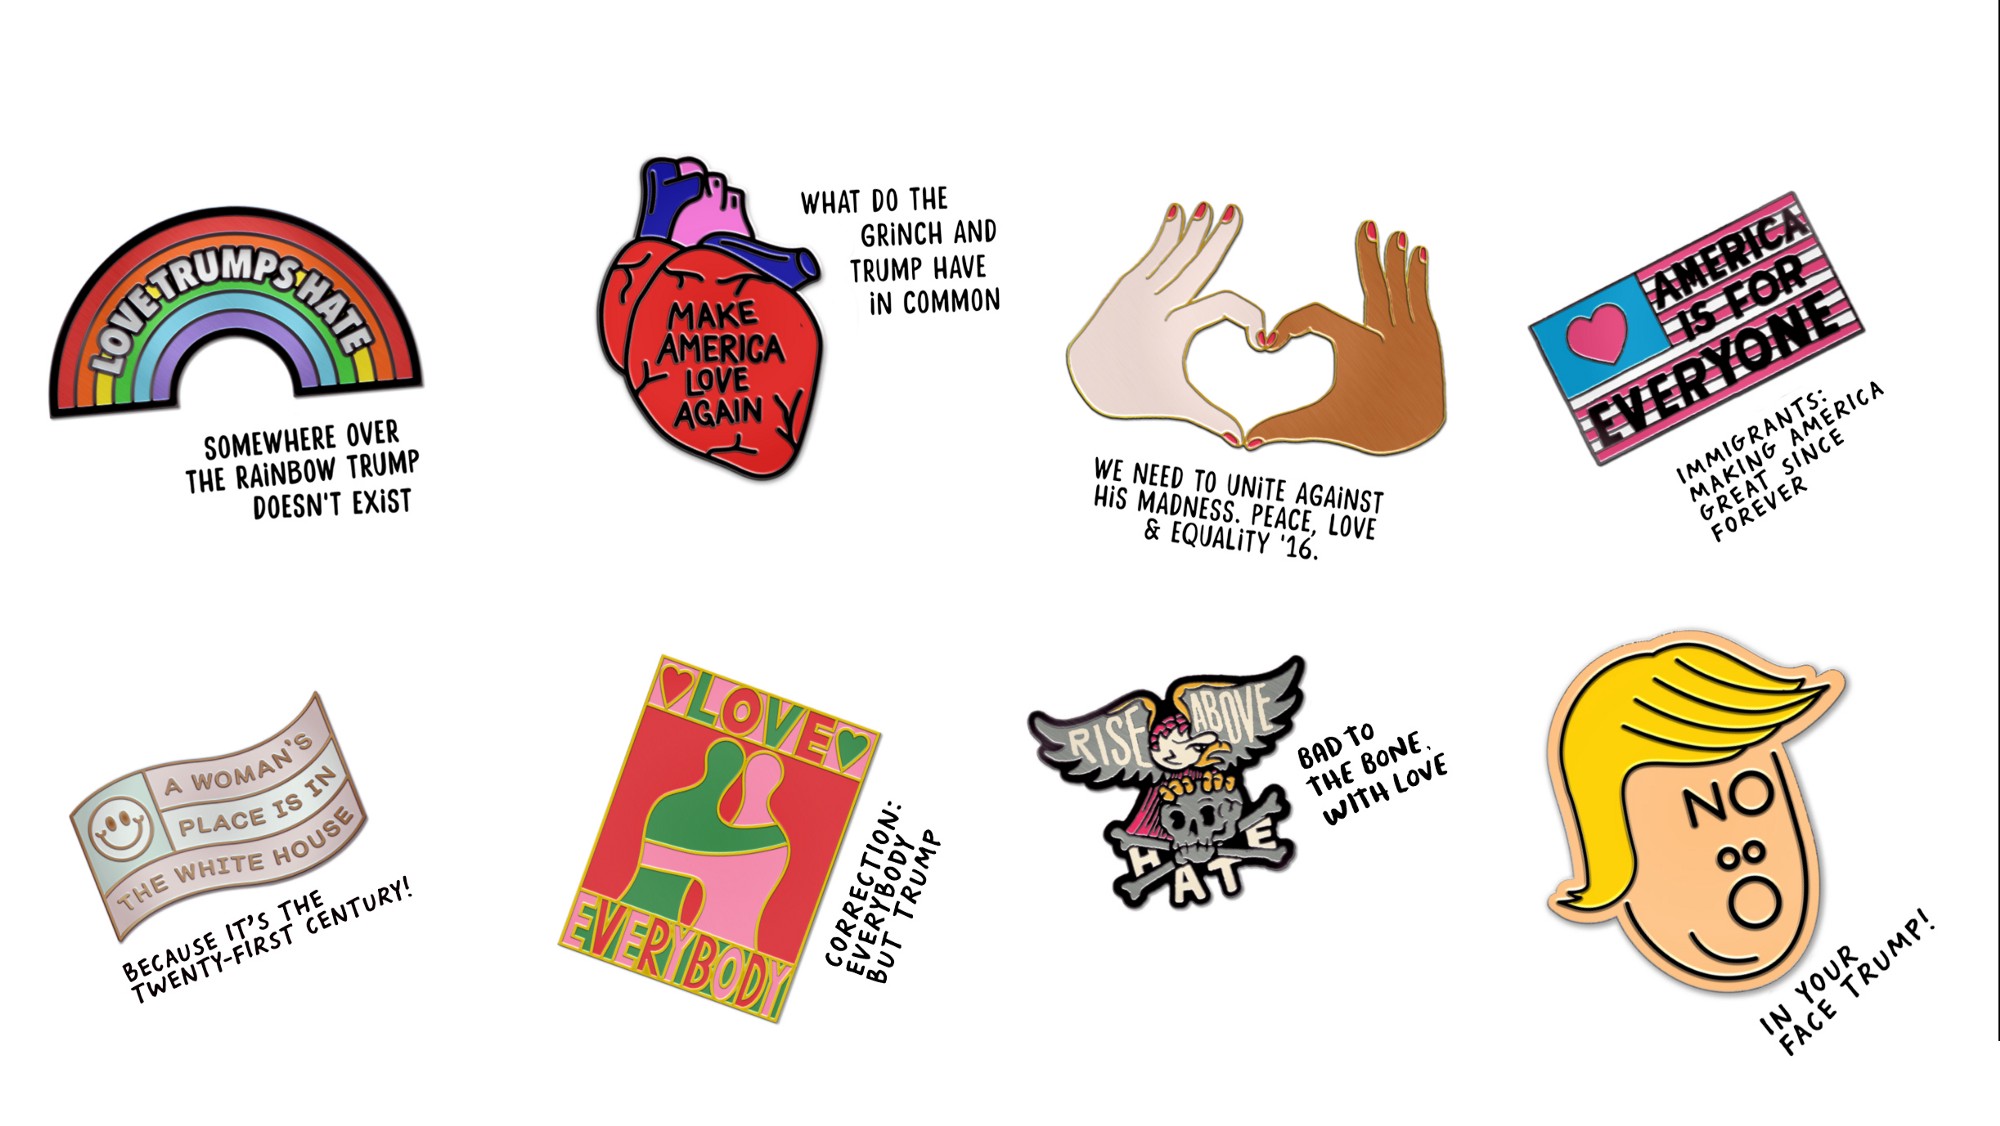 LOVE TRUMPS HATE
SOMEWHERE OVER
THE RAiNBOW TRUMP
DOESN'T EXiST
MAKE
AMERICA
LOVE
AGAIN
WHAT DO THE
GRiNCH AND
TRUMP HAVE
iN COMMON
WE NEED TO UNiTE AGAiNST
HiS MADNESS. PEACE, LOVE
& EQUALiTY '16.
AMERICA
IS FOR
EVERYONE
IMMIGRANTS:
MAKING AMERICA
GREAT SINCE
FOREVER
A WOMAN'S
PLACE IS IN
THE WHITE HOUSE
BECAUSE IT'S THE
TWENTY-FIRST CENTURY!
LOVE
EVERYBODY
CORRECTION:
EVERYBODY
BUT TRUMP
RISE ABOVE
HATE
BAD TO
THE BONE.
WITH LOVE
NO
IN YOUR
FACE TRUMP!